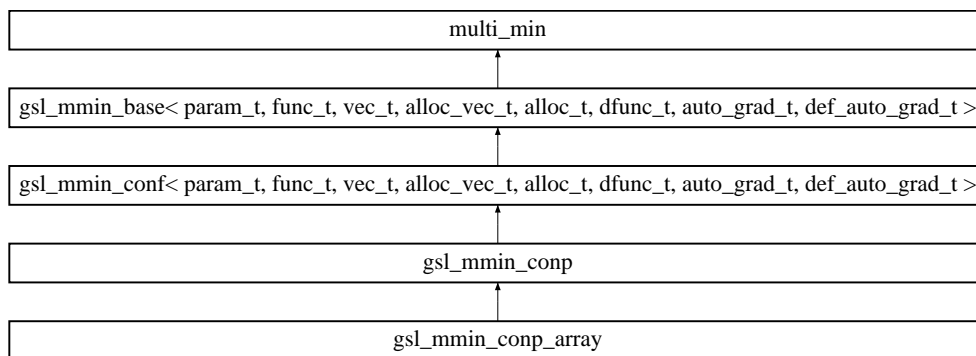 multi_min
gsl_mmin_base< param_t, func_t, vec_t, alloc_vec_t, alloc_t, dfunc_t, auto_grad_t, def_auto_grad_t >
gsl_mmin_conf< param_t, func_t, vec_t, alloc_vec_t, alloc_t, dfunc_t, auto_grad_t, def_auto_grad_t >
gsl_mmin_conp
gsl_mmin_conp_array